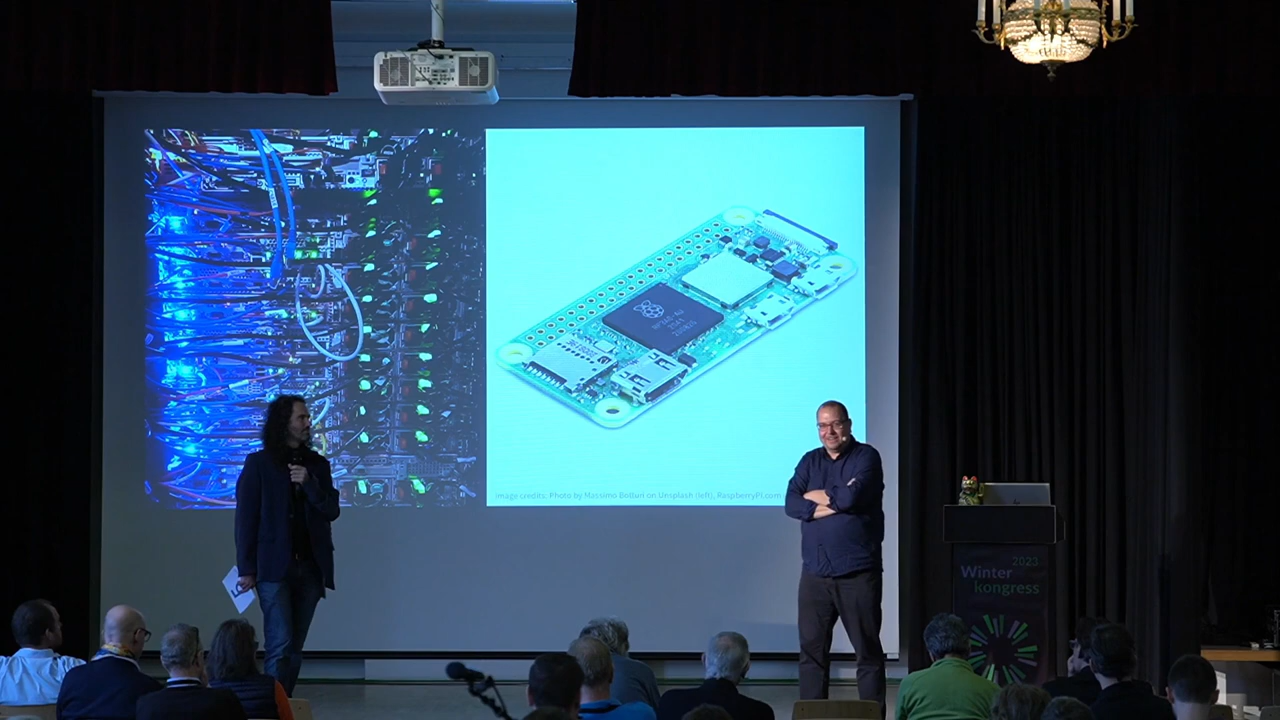 image credits: Photo by Massimo Botturi on Unsplash (left), RaspberryPi.com
2023
Winter
kongress